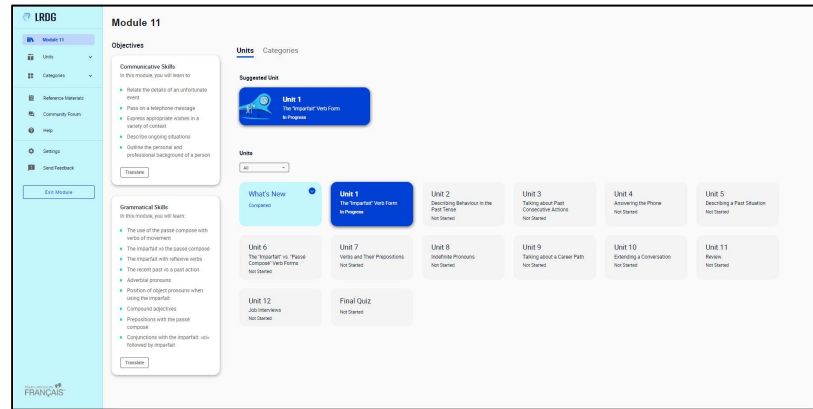 LRDG
Module 11
Units
Categories
Reference Materials
Community Forum
Help
Settings
Send Feedback
Exit Module
FRANÇAIS
Module 11
Objectives
Communicative Skills
In this module, you will learn to:
Relate the details of an unfortunate
event
Pass on a telephone message
Express appropriate wishes in a
variety of context
Describe ongoing situations
Outline the personal and
professional background of a person
Translate
Grammatical Skills
In this module, you will learn:
The use of the passé composé with
verbs of movement
The imparfait vs the passé composé
The imparfait with reflexive verbs
The recent past vs a past action
Adverbial pronouns
Position of object pronouns when
using the imparfait
Compound adjectives
Prepositions with the passé
composé
Conjunctions with the imparfait: «si»
followed by imparfait
Translate
Units Categories
Suggested Unit
Unit 1
The "Imparfait" Verb Form
In Progress
Units
All
What's New
Completed
Unit 1
The "Imparfait" Verb Form
In Progress
Unit 2
Describing Behaviour in the
Past Tense
Not Started
Unit 3
Talking about Past
Consecutive Actions
Not Started
Unit 4
Answering the Phone
Not Started
Unit 5
Describing a Past Situation
Not Started
Unit 6
The "Imparfait" vs. "Passé
Composé" Verb Forms
Not Started
Unit 7
Verbs and Their Prepositions
Not Started
Unit 8
Indefinite Pronouns
Not Started
Unit 9
Talking about a Career Path
Not Started
Unit 10
Extending a Conversation
Not Started
Unit 11
Review
Not Started
Unit 12
Job Interviews
Not Started
Final Quiz
Not Started